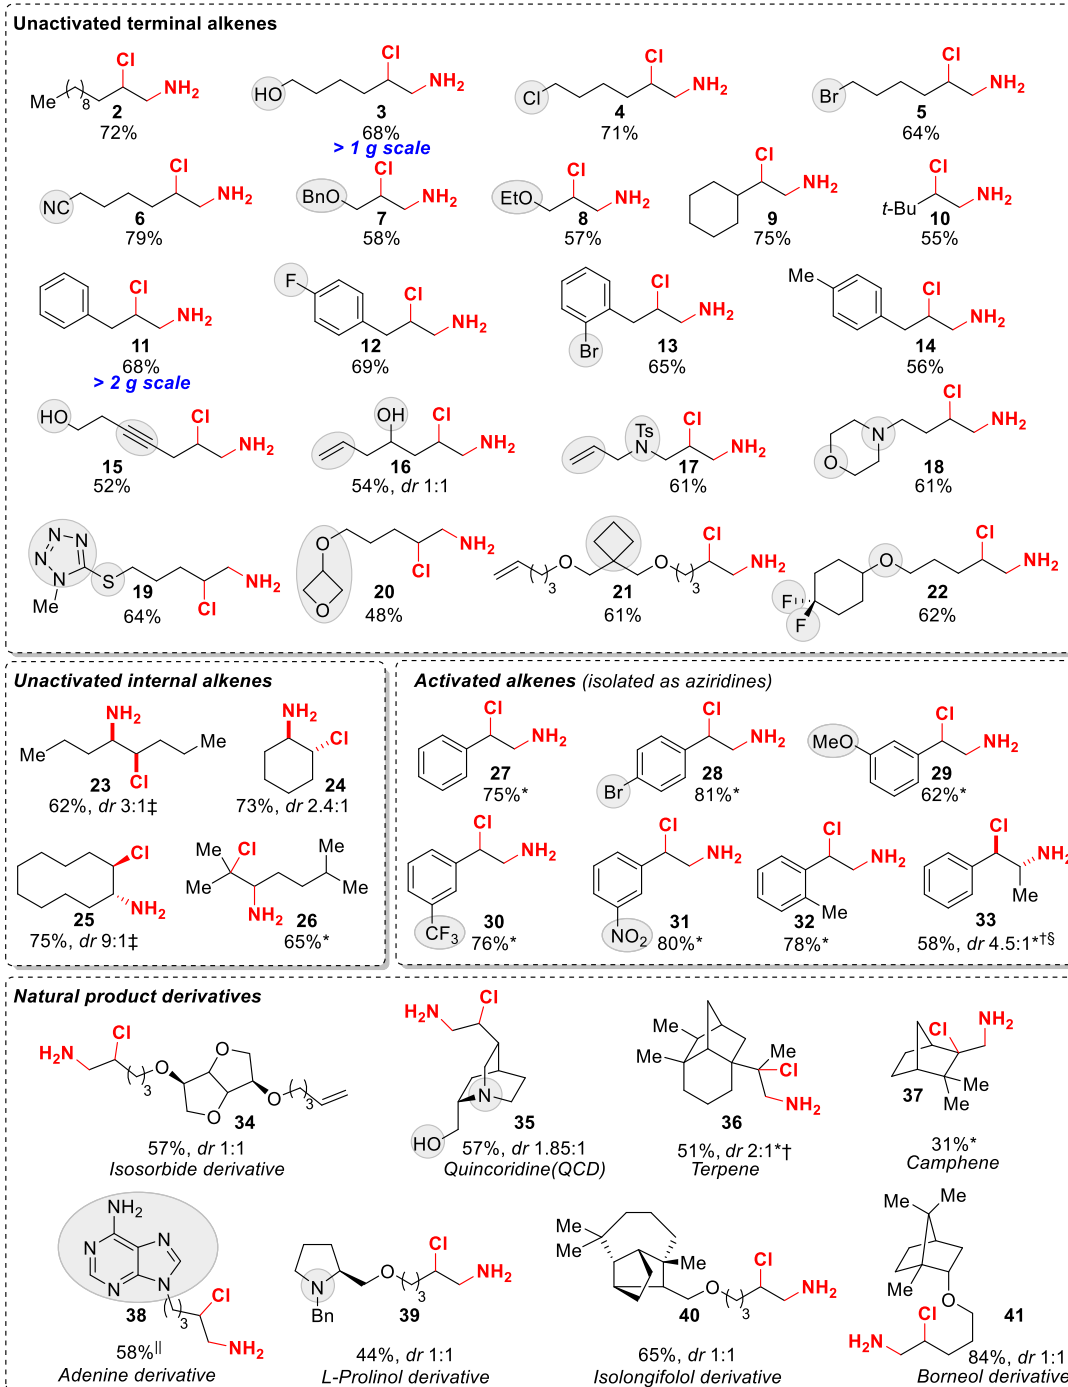 Unactivated terminal alkenes
Cl Cl Cl Cl
Me ( )8 NH2 HO NH2 Cl NH2 Br NH2
2 3 4 5
72% 68% 71% 64%
> 1 g scale
Cl Cl Cl Cl Cl
NC NH2 BnO NH2 EtO NH2 NH2 t-Bu NH2
6 7 8 9 10
79% 58% 57% 75% 55%
Cl F Cl Cl Me Cl
NH2 NH2 Br NH2 NH2
11 12 13 14
68% 69% 65% 56%
> 2 g scale
HO Cl OH Cl Ts Cl Cl
NH2 NH2 N NH2 N O NH2
15 16 17 18
52% 54%, dr 1:1 61% 61%
N N N N Me S Cl NH2 O O Cl NH2 O O ( )3 ( )3 Cl NH2 F F O Cl NH2
19 20 21 22
64% 48% 61% 62%
Unactivated internal alkenes
NH2 NH2
Me Me Cl Cl
23 24
62%, dr 3:1‡ 73%, dr 2.4:1
Cl Me Cl Me
NH2 Me NH2 Me
25 26
75%, dr 9:1‡ 65%*
Activated alkenes (isolated as aziridines)
Cl Cl MeO Cl
NH2 Br NH2 NH2
27 28 29
75%* 81%* 62%*
Cl Cl Cl Cl
NH2 NH2 NH2 NH2
CF3 NO2 Me Me
30 31 32 33
76%* 80%* 78%* 58%, dr 4.5:1*†§
Natural product derivatives
H2N Cl ( )3 O O O O ( )3
34
57%, dr 1:1
Isosorbide derivative
H2N Cl N HO
35
57%, dr 1.85:1
Quincoridine(QCD)
Me Me Me Cl NH2
36
51%, dr 2:1*†
Terpene
Cl NH2 Me Me
37
31%*
Camphene
NH2 N N N N ( )3 Cl NH2
38
58%||
Adenine derivative
N Bn O ( )3 Cl NH2
39
44%, dr 1:1
L-Prolinol derivative
Me Me Me O ( )3 Cl NH2
40
65%, dr 1:1
Isolongifolol derivative
Me Me Me O H2N Cl
41
84%, dr 1:1
Borneol derivative